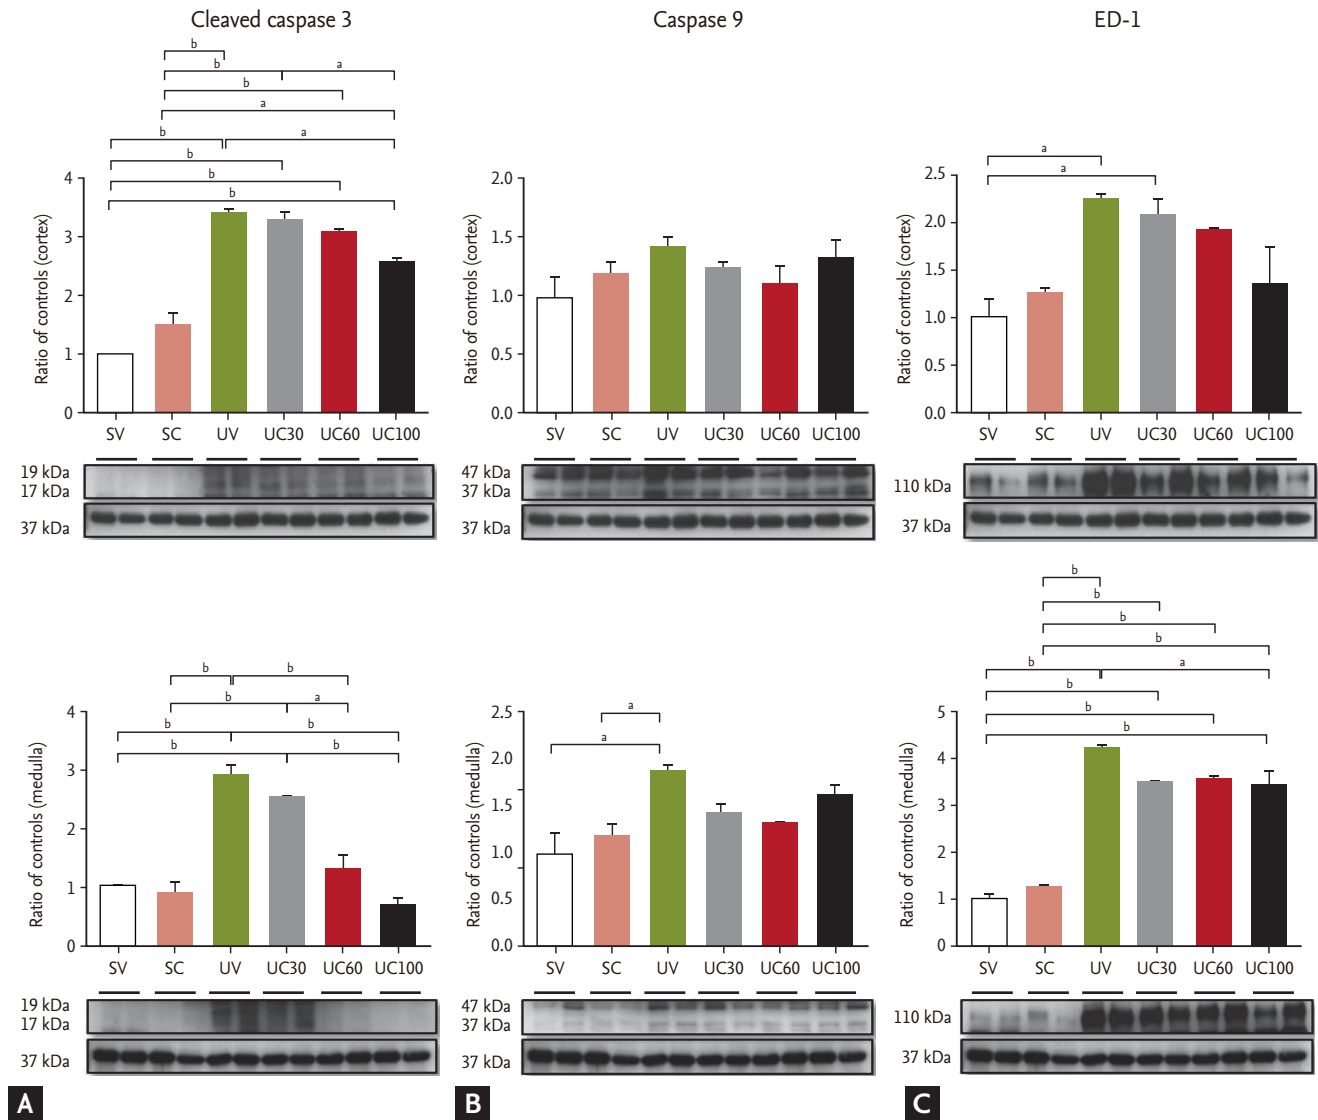 Cleaved caspase 3
Caspase 9
ED-1
b
b a
b
a
b a
b
b
b
Ratio of controls (cortex)
4
3
2
1
0
SV SC UV UC30 UC60 UC100
19 kDa
17 kDa
37 kDa
Ratio of controls (cortex)
2.0
1.5
1.0
0.5
0.0
SV SC UV UC30 UC60 UC100
47 kDa
37 kDa
37 kDa
a
a
Ratio of controls (cortex)
2.5
2.0
1.5
1.0
0.5
0.0
SV SC UV UC30 UC60 UC100
110 kDa
37 kDa
b b
b a
b b
b b
Ratio of controls (medulla)
4
3
2
1
0
SV SC UV UC30 UC60 UC100
19 kDa
17 kDa
37 kDa
A
a
a
Ratio of controls (medulla)
2.5
2.0
1.5
1.0
0.5
0.0
SV SC UV UC30 UC60 UC100
47 kDa
37 kDa
37 kDa
B
b
b
b
b
b a
b
b
b
Ratio of controls (medulla)
5
4
3
2
1
0
SV SC UV UC30 UC60 UC100
110 kDa
37 kDa
C